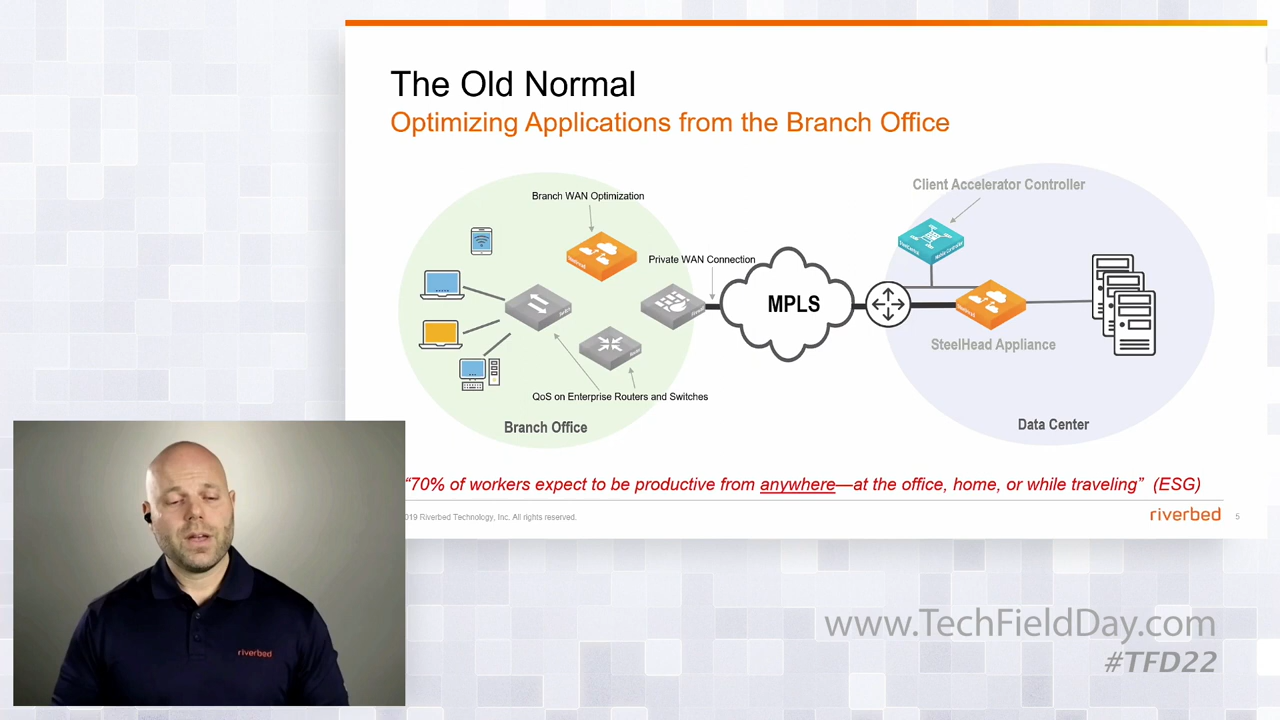 The Old Normal
Optimizing Applications from the Branch Office
Client Accelerator Controller
Branch WAN Optimization
Private WAN Connection
MPLS
SteelHead Appliance
QoS on Enterprise Routers and Switches
Branch Office
Data Center
“70% of workers expect to be productive from anywhere—at the office, home, or while traveling” (ESG)
019 Riverbed Technology, Inc. All rights reserved.
riverbed
5
riverbed
www.TechFieldDay.com
#TFD22